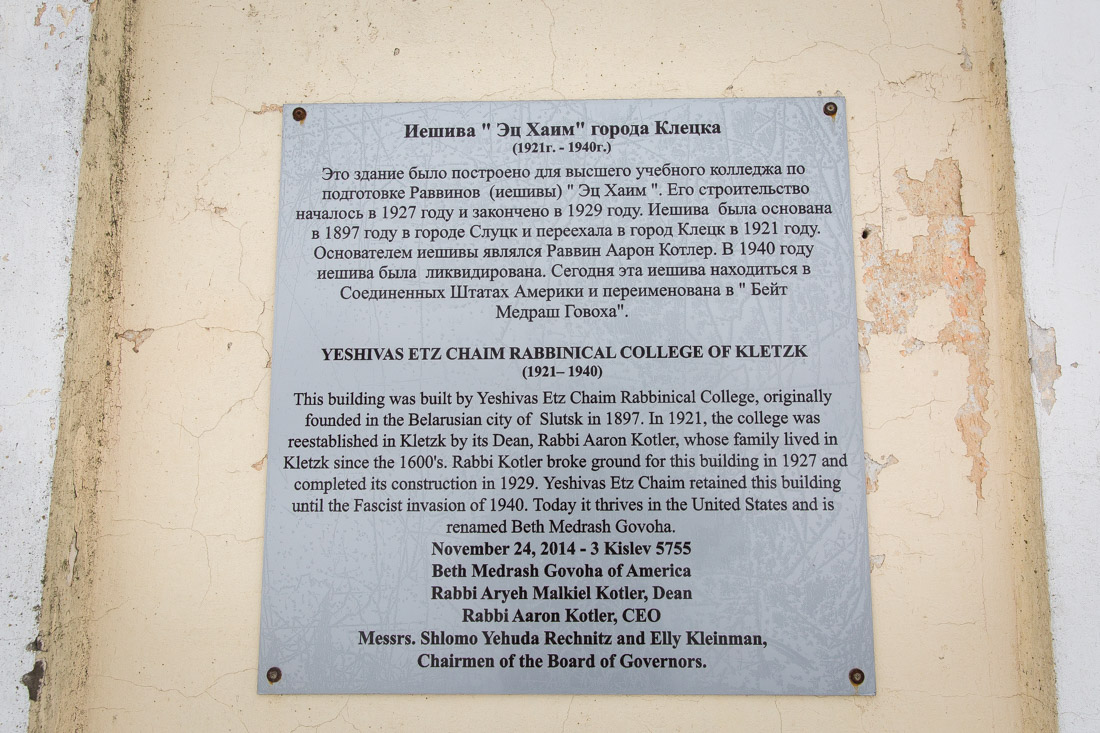 Иешива " Эц Хаим" города Клецка
(1921г. - 1940г.)
Это здание было построено для высшего учебного колледжа по
подготовке Раввинов (иешивы) " Эц Хаим ". Его строительство
началось в 1927 году и закончено в 1929 году. Иешива была основана
в 1897 году в городе Слуцк и переехала в город Клецк в 1921 году.
Основателем иешивы являлся Раввин Аарон Котлер. В 1940 году
иешива была ликвидирована. Сегодня эта иешива находиться в
Соединенных Штатах Америки и переименована в " Бейт
Медраш Говоха".
YESHIVAS ETZ CHAIM RABBINICAL COLLEGE OF KLETZK
(1921– 1940)
This building was built by Yeshivas Etz Chaim Rabbinical College, originally
founded in the Belarusian city of Slutsk in 1897. In 1921, the college was
reestablished in Kletzk by its Dean, Rabbi Aaron Kotler, whose family lived in
Kletzk since the 1600's. Rabbi Kotler broke ground for this building in 1927 and
completed its construction in 1929. Yeshivas Etz Chaim retained this building
until the Fascist invasion of 1940. Today it thrives in the United States and is
renamed Beth Medrash Govoha.
November 24, 2014 - 3 Kislev 5755
Beth Medrash Govoha of America
Rabbi Aryeh Malkiel Kotler, Dean
Rabbi Aaron Kotler, CEO
Messrs. Shlomo Yehuda Rechnitz and Elly Kleinman,
Chairmen of the Board of Governors.